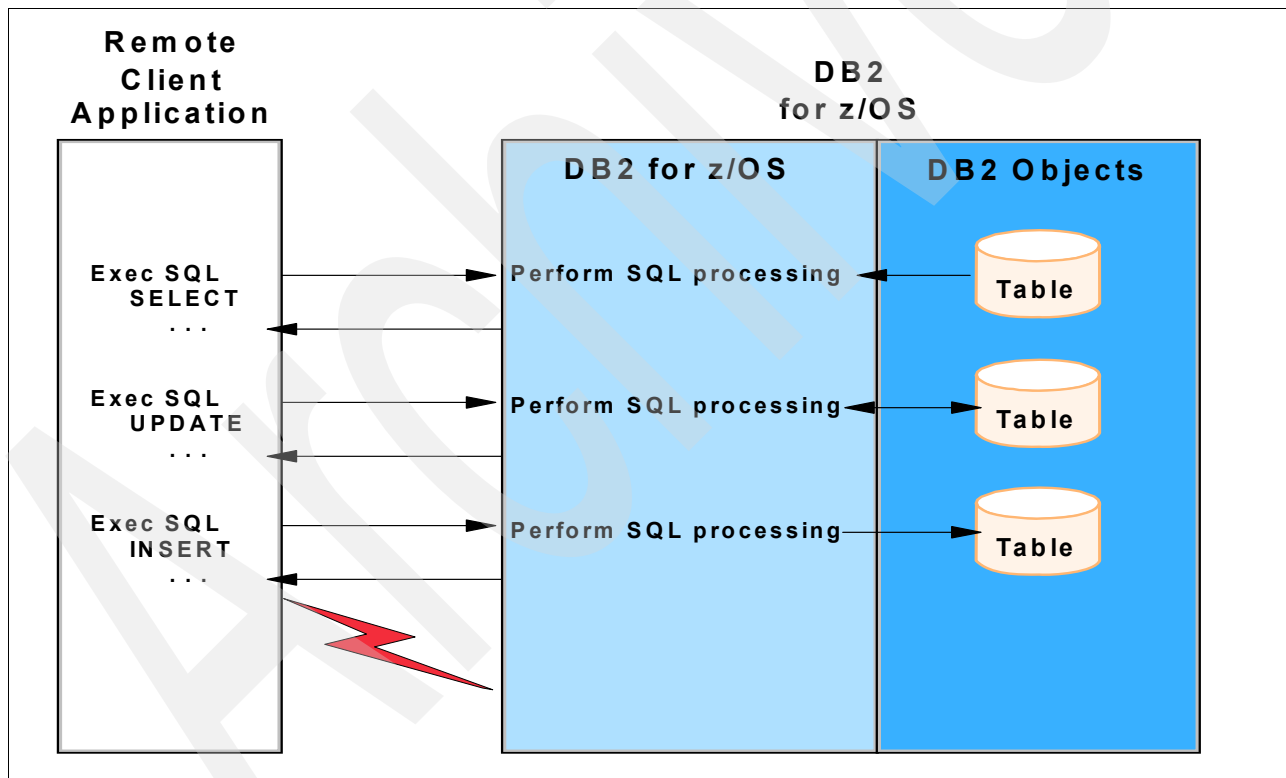 Remote
Client
Application
DB2
for z/OS
DB2 for z/OS
DB2 Objects
Exec SQL
SELECT
...
Perform SQL processing
Table
Exec SQL
UPDATE
...
Perform SQL processing
Table
Exec SQL
INSERT
...
Perform SQL processing
Table